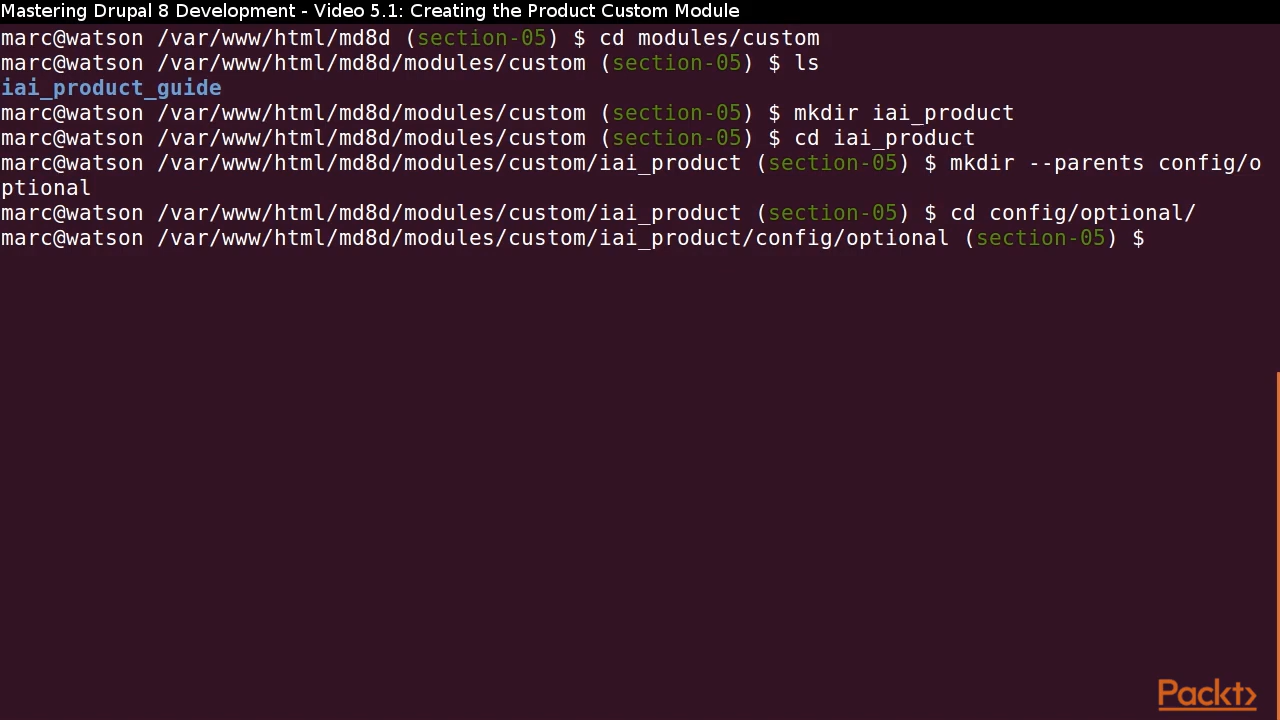 Mastering Drupal 8 Development - Video 5.1: Creating the Product Custom Module
marc@watson /var/www/html/md8d (section-05) $ cd modules/custom
marc@watson /var/www/html/md8d/modules/custom (section-05) $ ls
iai_product_guide
marc@watson /var/www/html/md8d/modules/custom (section-05) $ mkdir iai_product
marc@watson /var/www/html/md8d/modules/custom (section-05) $ cd iai_product
marc@watson /var/www/html/md8d/modules/custom/iai_product (section-05) $ mkdir --parents config/o
ptional
marc@watson /var/www/html/md8d/modules/custom/iai_product (section-05) $ cd config/optional/
marc@watson /var/www/html/md8d/modules/custom/iai_product/config/optional (section-05) $
Packt>